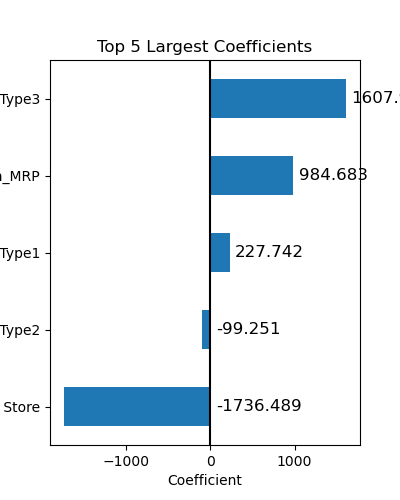 Top 5 Largest Coefficients
Type3 1607.
_MRP 984.683
Type1 227.742
Type2 -99.251
Store -1736.489
−1000 0 1000
Coefficient